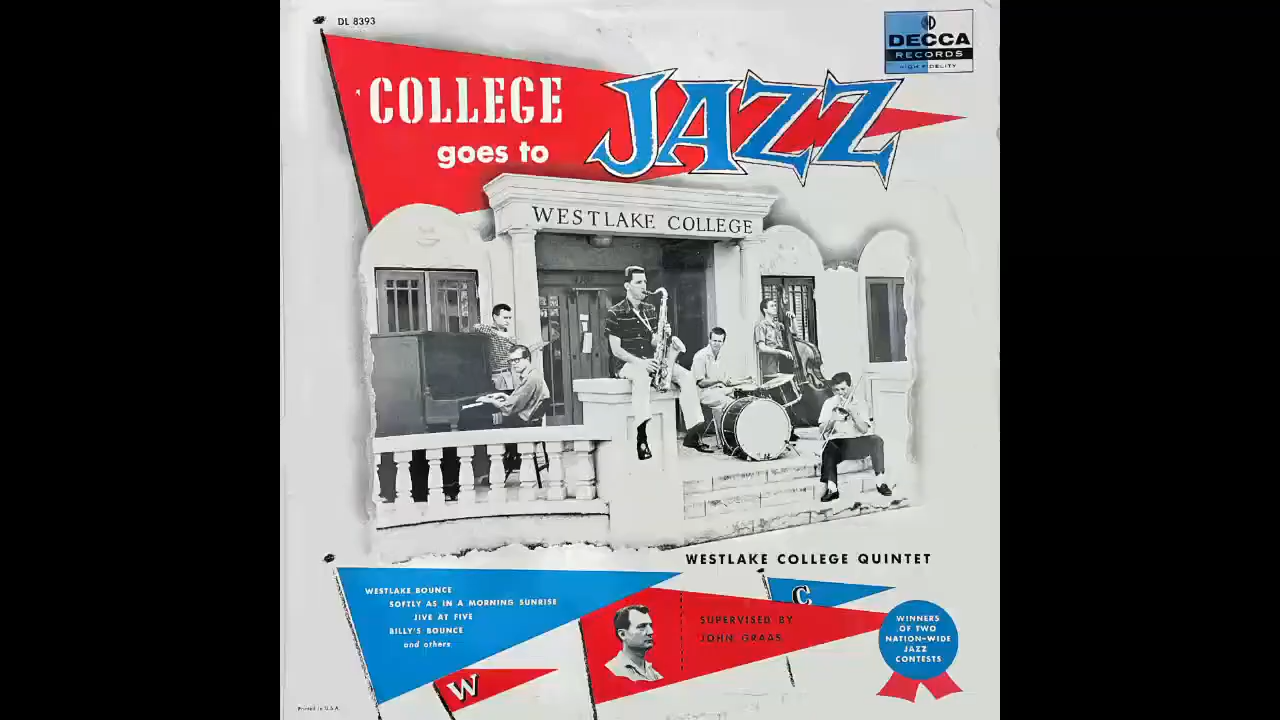 DL 8393
DECCA
RECORDS
HIGH FIDELITY
COLLEGE
goes to
JAZZ
WESTLAKE COLLEGE
WESTLAKE COLLEGE QUINTET
WESTLAKE BOUNCE
SOFTLY AS IN A MORNING SUNRISE
JIVE AT FIVE
BILLY'S BOUNCE
and others
W
SUPERVISED BY
JOHN GRAAS
C
WINNERS
OF TWO
NATION-WIDE
JAZZ
CONTESTS
Printed in U.S.A.